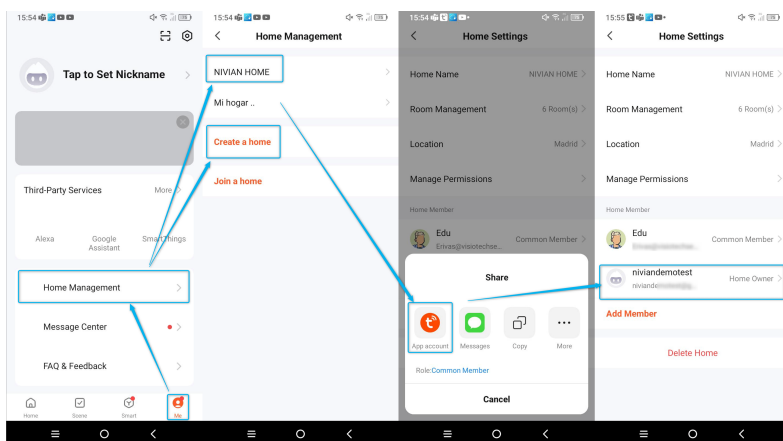 15:54
Tap to Set Nickname
Third-Party Services
More
Alexa
Google
Assistant
SmartThings
Home Management
Message Center
FAQ & Feedback
Home
Scene
Smart
Me
15:54
Home Management
NIVIAN HOME
Mi hogar ..
Create a home
Join a home
15:54
Home Settings
Home Name
NIVIAN HOME
Room Management
6 Room(s)
Location
Madrid
Manage Permissions
Home Member
Edu
Erivas@visiotechse...
Common Member
Share
App account
Messages
Copy
More
Role:Common Member
Cancel
15:55
Home Settings
Home Name
NIVIAN HOME
Room Management
6 Room(s)
Location
Madrid
Manage Permissions
Home Member
Edu
Common Member
niviandemotest
Home Owner
Add Member
Delete Home